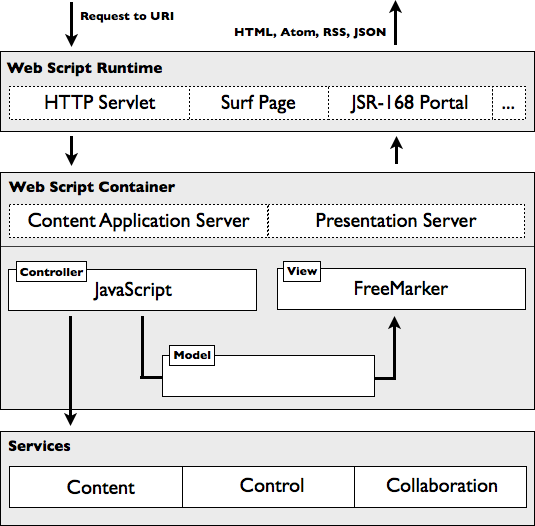 Request to URI
HTML, Atom, RSS, JSON
Web Script Runtime
HTTP Servlet
Surf Page
JSR-168 Portal
...
Web Script Container
Content Application Server
Presentation Server
Controller
JavaScript
View
FreeMarker
Model
Services
Content
Control
Collaboration